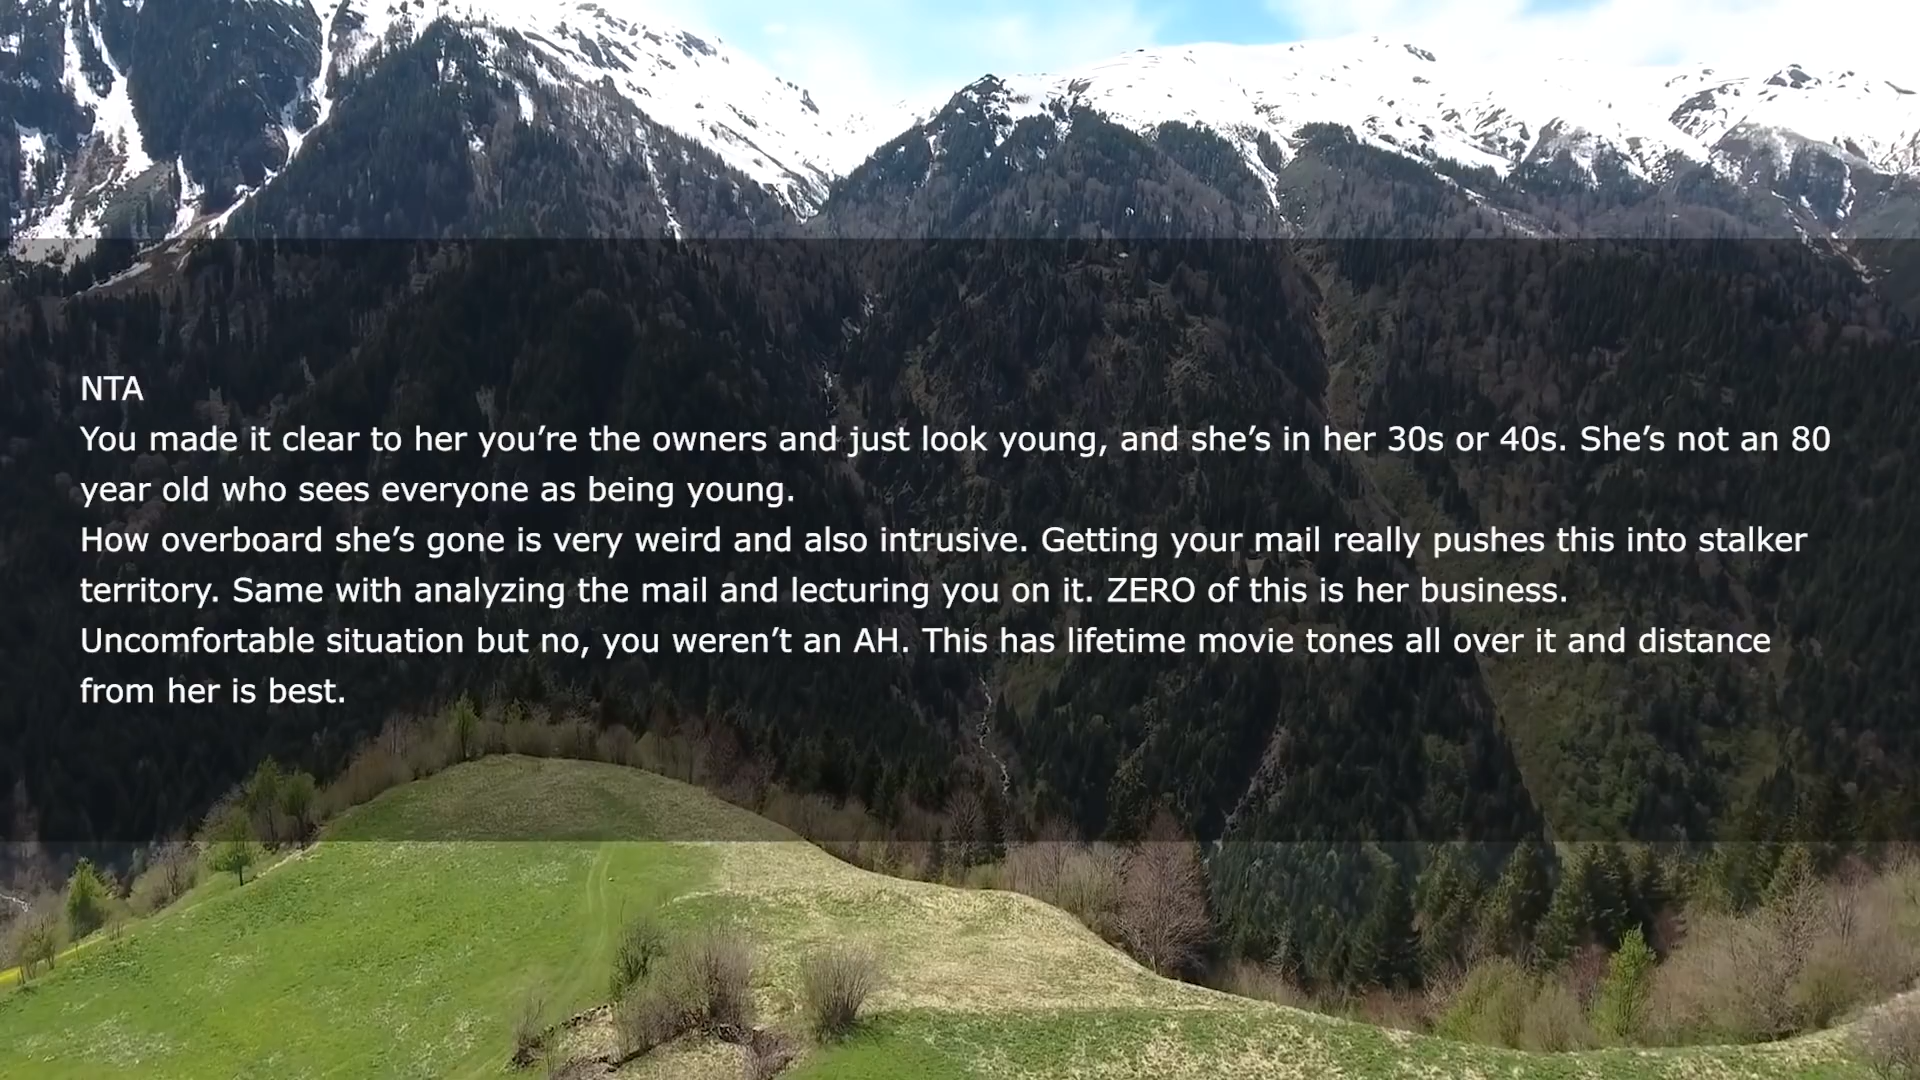 NTA
You made it clear to her you’re the owners and just look young, and she’s in her 30s or 40s. She’s not an 80
year old who sees everyone as being young.
How overboard she’s gone is very weird and also intrusive. Getting your mail really pushes this into stalker
territory. Same with analyzing the mail and lecturing you on it. ZERO of this is her business.
Uncomfortable situation but no, you weren’t an AH. This has lifetime movie tones all over it and distance
from her is best.